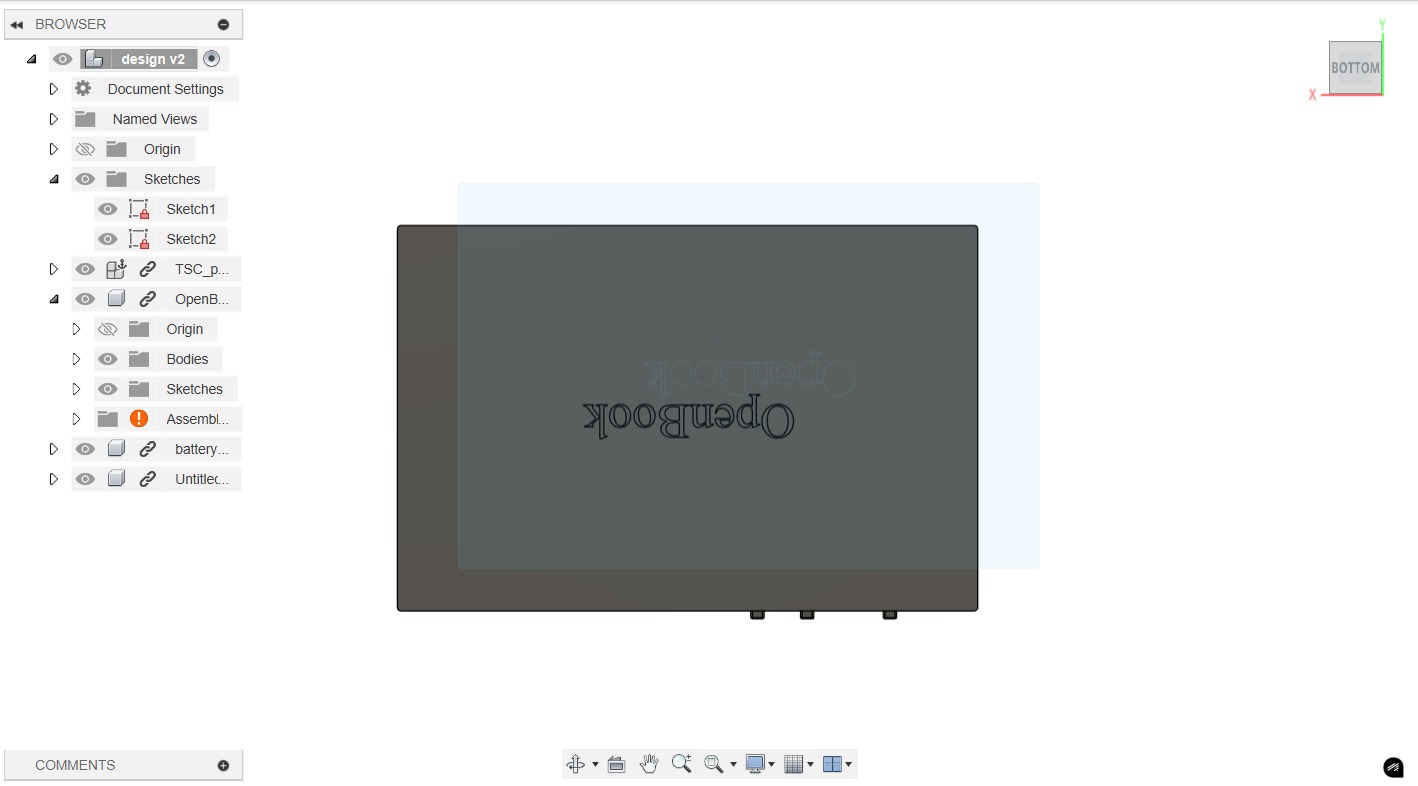 BROWSER
design v2
Document Settings
Named Views
Origin
Sketches
Sketch1
Sketch2
TSC_p...
OpenB...
Origin
Bodies
Sketches
Assembl...
battery...
Untitlec...
COMMENTS
Y
BOTTOM
X
OpenBook
OpenBook